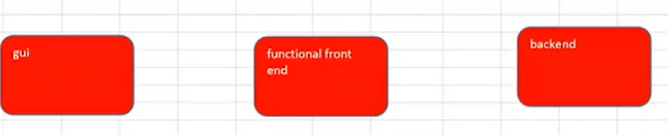 gui
functional front
end
backend